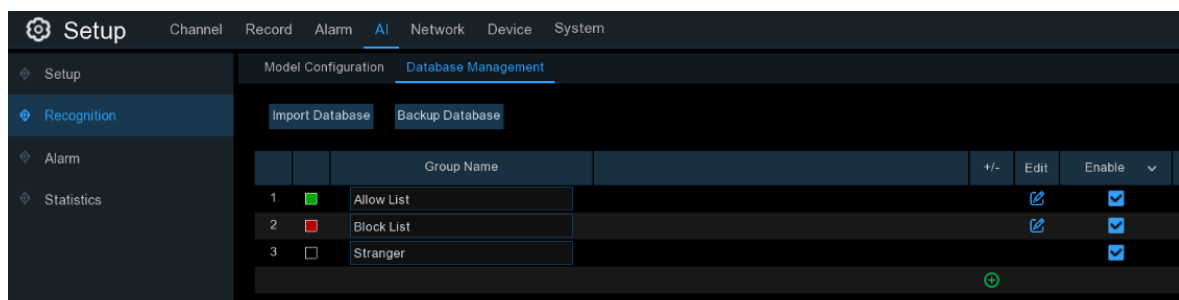 Setup Channel Record Alarm AI Network Device System
Setup Model Configuration Database Management
Recognition Import Database Backup Database
Alarm Group Name +/- Edit Enable
Statistics 1 Allow List
2 Block List
3 Stranger